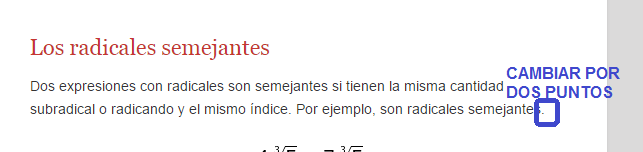 Los radicales semejantes
Dos expresiones con radicales son semejantes si tienen la misma cantidad
CAMBIAR POR
DOS PUNTOS
subradical o radicando y el mismo índice. Por ejemplo, son radicales semejantes.